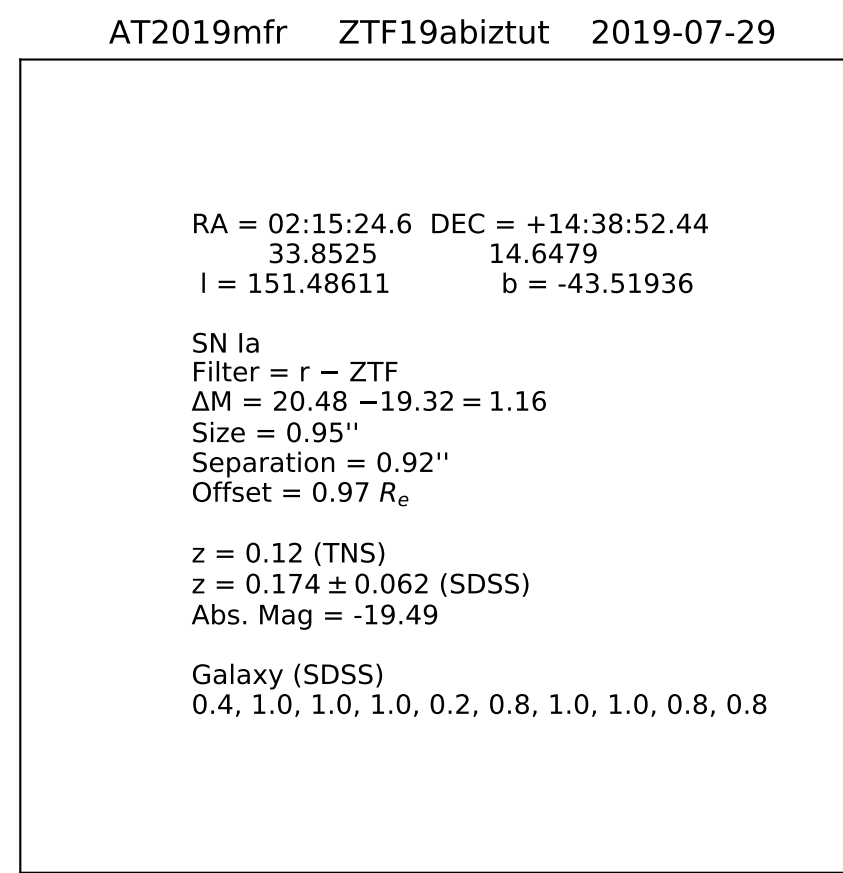 AT2019mfr ZTF19abiztut 2019-07-29
RA = 02:15:24.6 DEC = +14:38:52.44
33.8525 14.6479
l = 151.48611 b = -43.51936
SN Ia
Filter = r − ZTF
ΔM = 20.48 −19.32 = 1.16
Size = 0.95''
Separation = 0.92''
Offset = 0.97 Rₑ
z = 0.12 (TNS)
z = 0.174 ± 0.062 (SDSS)
Abs. Mag = -19.49
Galaxy (SDSS)
0.4, 1.0, 1.0, 1.0, 0.2, 0.8, 1.0, 1.0, 0.8, 0.8